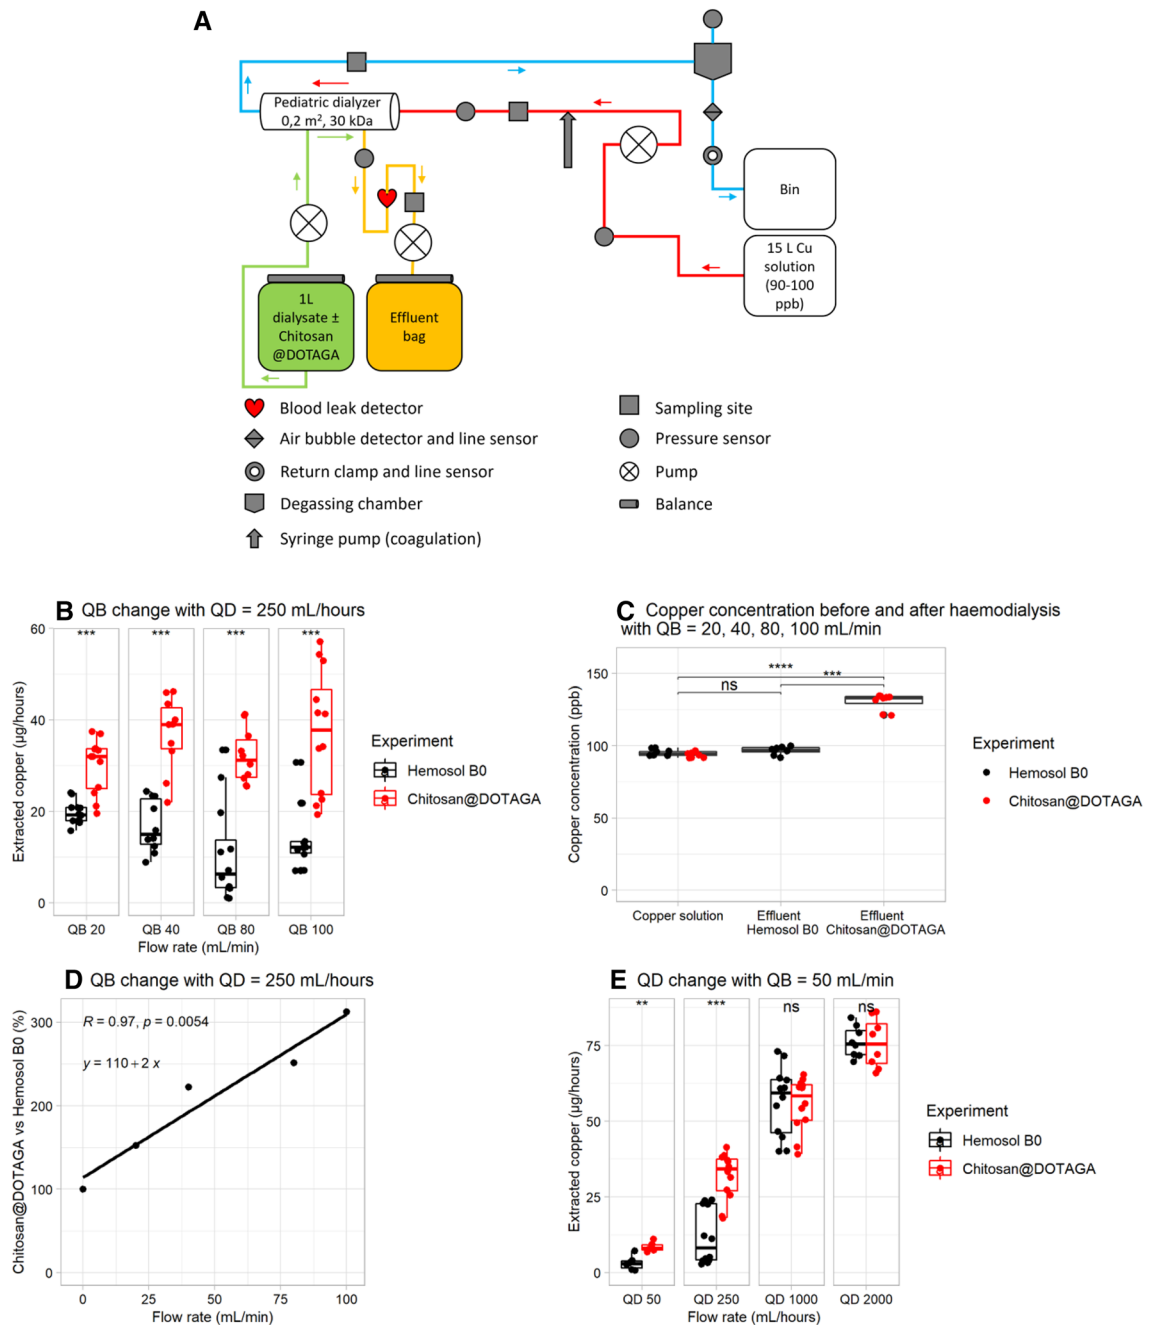 A
Pediatric dialyzer
0,2 m², 30 kDa
Bin
15 L Cu
solution
(90-100
ppb)
1L
dialysate ±
Chitosan
@DOTAGA
Effluent
bag
Blood leak detector
Air bubble detector and line sensor
Return clamp and line sensor
Degassing chamber
Syringe pump (coagulation)
Sampling site
Pressure sensor
Pump
Balance
B QB change with QD = 250 mL/hours
Extracted copper (µg/hours)
60
40
20
0
***
***
***
***
QB 20
QB 40
QB 80
QB 100
Flow rate (mL/min)
Experiment
Hemosol B0
Chitosan@DOTAGA
C Copper concentration before and after haemodialysis
with QB = 20, 40, 80, 100 mL/min
Copper concentration (ppb)
150
100
50
0
****
***
ns
Copper solution
Effluent
Hemosol B0
Effluent
Chitosan@DOTAGA
Experiment
Hemosol B0
Chitosan@DOTAGA
D QB change with QD = 250 mL/hours
Chitosan@DOTAGA vs Hemosol B0 (%)
300
200
100
0
R = 0.97, p = 0.0054
y = 110+2 x
0
25
50
75
100
Flow rate (mL/min)
E QD change with QB = 50 mL/min
Extracted copper (µg/hours)
75
50
25
0
**
***
ns
ns
QD 50
QD 250
QD 1000
QD 2000
Flow rate (mL/hours)
Experiment
Hemosol B0
Chitosan@DOTAGA